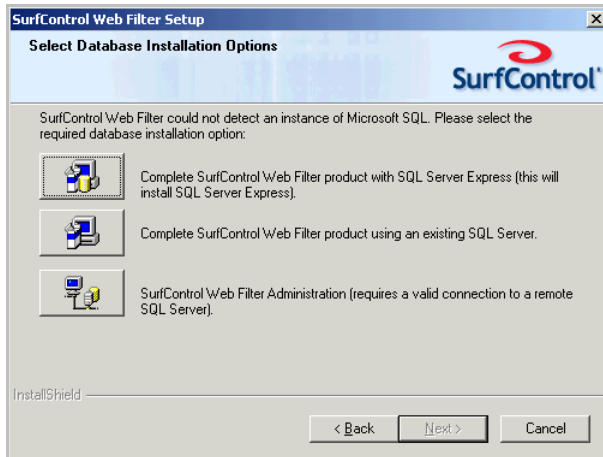 SurfControl Web Filter Setup
Select Database Installation Options
SurfControl
SurfControl Web Filter could not detect an instance of Microsoft SQL. Please select the
required database installation option:
Complete SurfControl Web Filter product with SQL Server Express (this will
install SQL Server Express).
Complete SurfControl Web Filter product using an existing SQL Server.
SurfControl Web Filter Administration (requires a valid connection to a remote
SQL Server).
InstallShield
< Back
Next >
Cancel